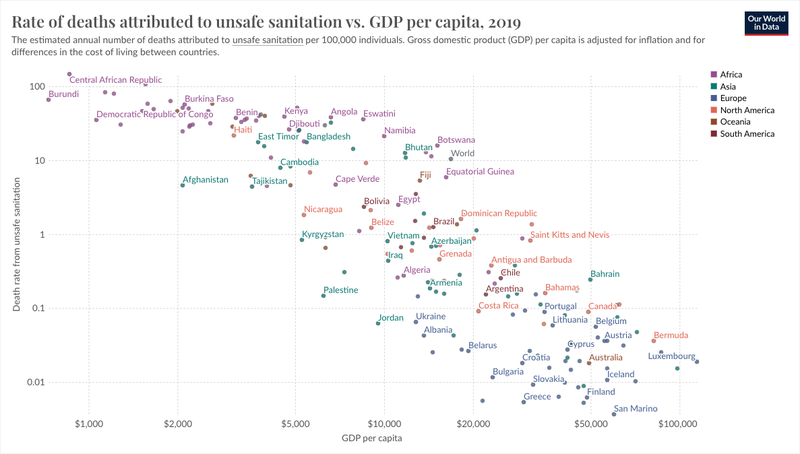 Rate of deaths attributed to unsafe sanitation vs. GDP per capita, 2019
Our World
in Data
The estimated annual number of deaths attributed to unsafe sanitation per 100,000 individuals. Gross domestic product (GDP) per capita is adjusted for inflation and for
differences in the cost of living between countries.
Africa
Asia
Europe
North America
Oceania
South America
Death rate from unsafe sanitation
100
10
1
0.1
0.01
Central African Republic
Burundi
Burkina Faso
Democratic Republic of Congo
Benin
Kenya
Angola
Eswatini
Haiti
Djibouti
Namibia
East Timor
Bangladesh
Botswana
Bhutan
World
Cambodia
Afghanistan
Tajikistan
Cape Verde
Fiji
Equatorial Guinea
Bolivia
Egypt
Nicaragua
Belize
Brazil
Dominican Republic
Kyrgyzstan
Vietnam
Azerbaijan
Saint Kitts and Nevis
Iraq
Grenada
Antigua and Barbuda
Algeria
Chile
Bahrain
Palestine
Armenia
Argentina
Bahamas
Costa Rica
Portugal
Canada
Jordan
Ukraine
Lithuania
Belgium
Albania
Austria
Bermuda
Belarus
Cyprus
Croatia
Australia
Luxembourg
Bulgaria
Slovakia
Iceland
Greece
Finland
San Marino
$1,000
$2,000
$5,000
$10,000
$20,000
$50,000
$100,000
GDP per capita